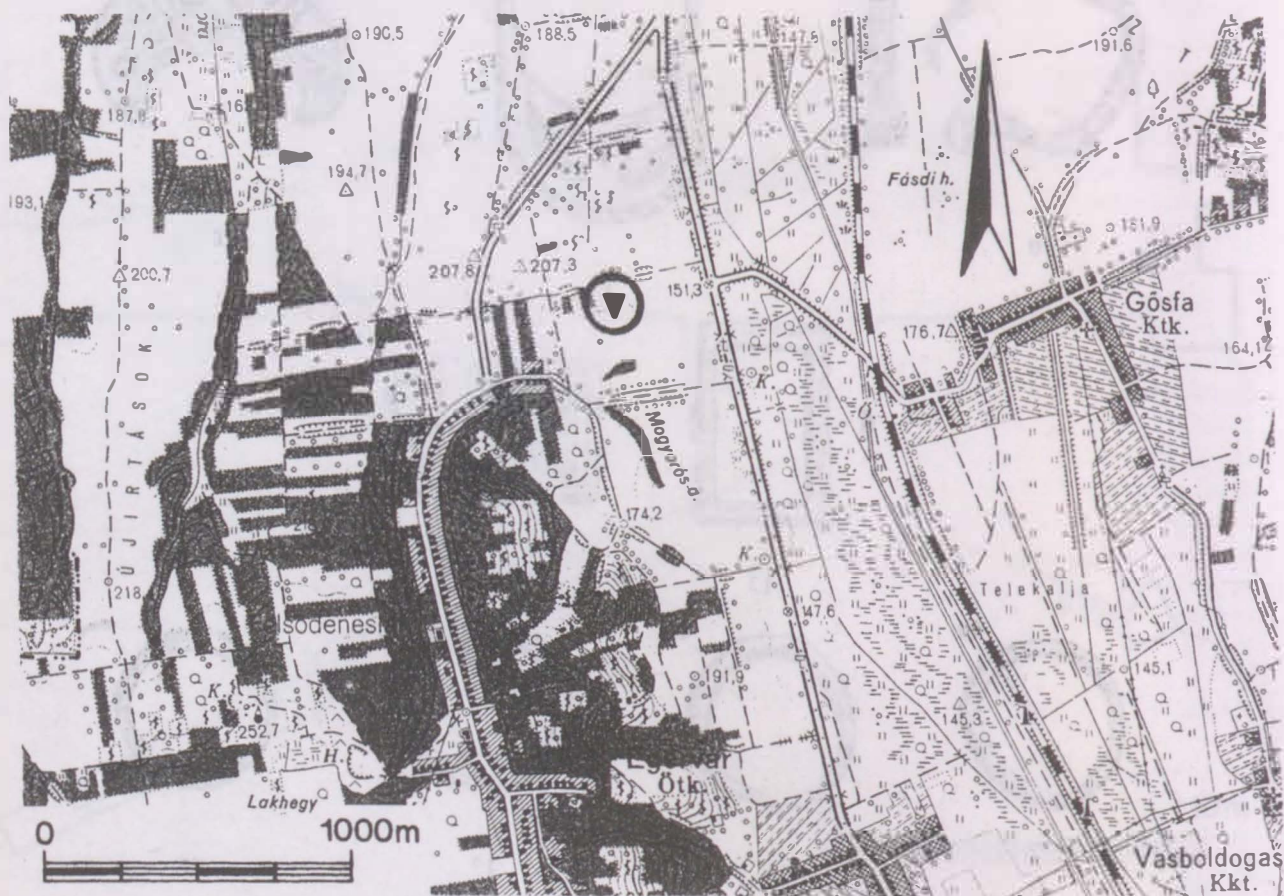 190,5
188,5
147,5
191,6
187,8
194,7
Fásdi h.
193,1
151,9
207,8
207,3
200,7
151,3
Gősfa
Ktk.
176,7
164,1
K
Ö.
ÚJIRTÁSOK
Mogyorós a.
174,2
K
Telekalja
218
147,6
södenesi
191,9
145,1
K
252,7
145,3
H
Egervár
Ötk.
Lakhegy
0
1000m
Vasboldogas
Kkt.